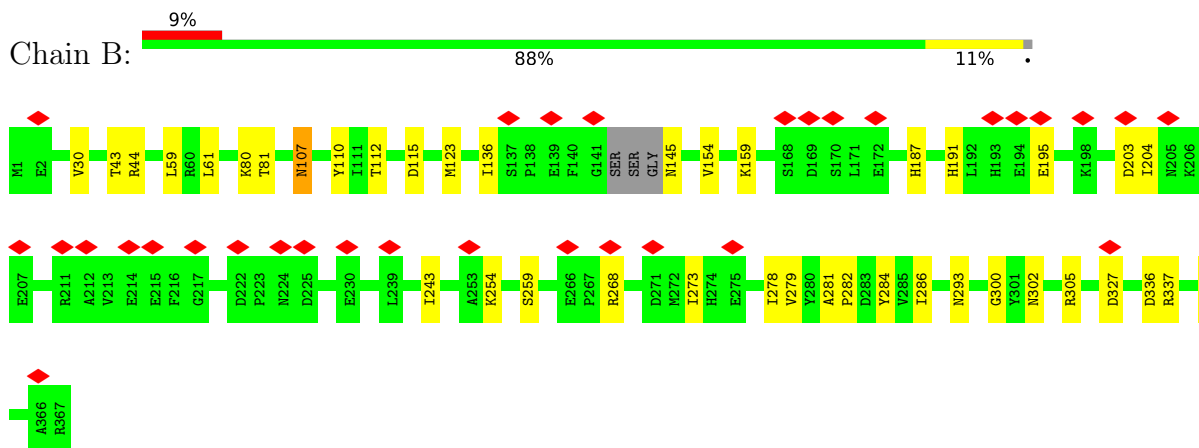 9%
Chain B:
88% 11% •
M1 E2 V30 T43 R44 L59 R60 L61 K80 T81 N107 Y110 I111 T112 D115 M123 I136 S137 P138 E139 F140 G141 SER SER GLY N145 V154 K159 S168 D169 S170 L171 E172 H187 H191 L192 H193 E194 E195 K198 D203 I204 N205 K206
E207 R211 A212 V213 E214 E215 F216 G217 D222 P223 N224 D225 E230 L239 I243 A253 K254 S259 E266 P267 R268 D271 M272 I273 H274 E275 I278 V279 Y280 A281 P282 D283 Y284 V285 I286 N293 G300 Y301 N302 R305 D327 D336 R337
A366 R367